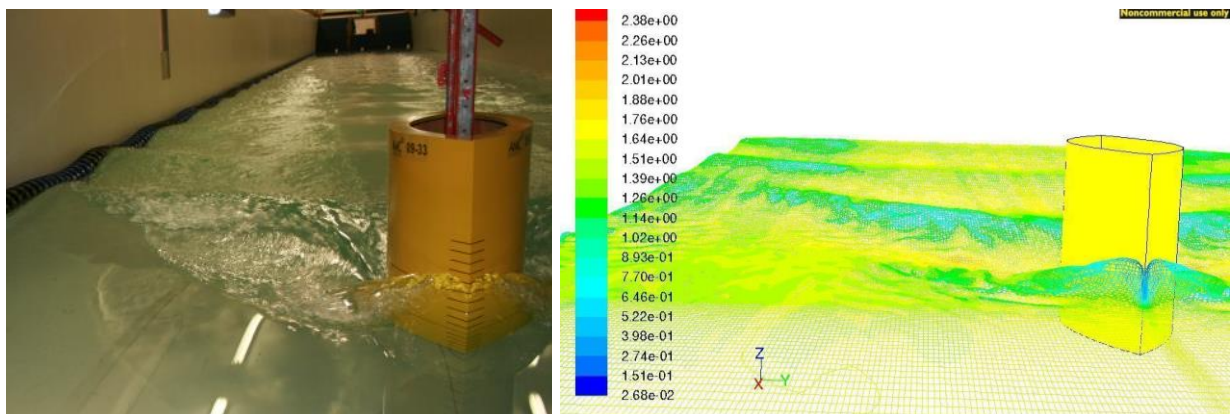 09-33
Noncommercial use only
2.38e+00
2.26e+00
2.13e+00
2.01e+00
1.88e+00
1.64e+00
1.51e+00
1.39e+00
1.26e+00
1.14e+00
1.02e+00
8.93e-01
7.70e-01
6.46e-01
5.22e-01
3.98e-01
2.74e-01
1.51e-01
2.68e-02
Z
X Y